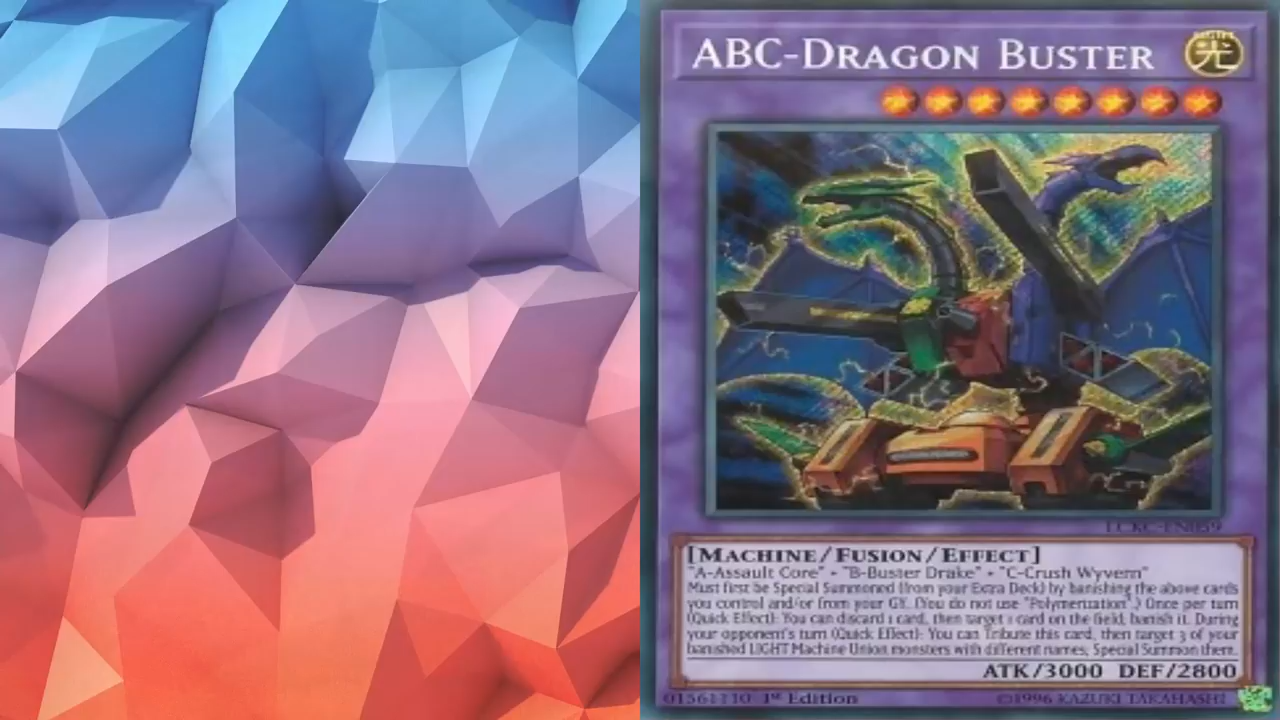 ABC-DRAGON BUSTER
光
LCKC-EN059
[MACHINE/FUSION/EFFECT]
"A-Assault Core" + "B-Buster Drake" + "C-Crush Wyvern"
Must first be Special Summoned (from your Extra Deck) by banishing the above cards
you control and/or from your GY. (You do not use "Polymerization".) Once per turn
(Quick Effect): You can discard 1 card, then target 1 card on the field; banish it. During
your opponent's turn (Quick Effect): You can Tribute this card, then target 3 of your
banished LIGHT Machine Union monsters with different names; Special Summon them.
ATK/3000 DEF/2800
01561110 1st Edition
©1996 KAZUKI TAKAHASHI